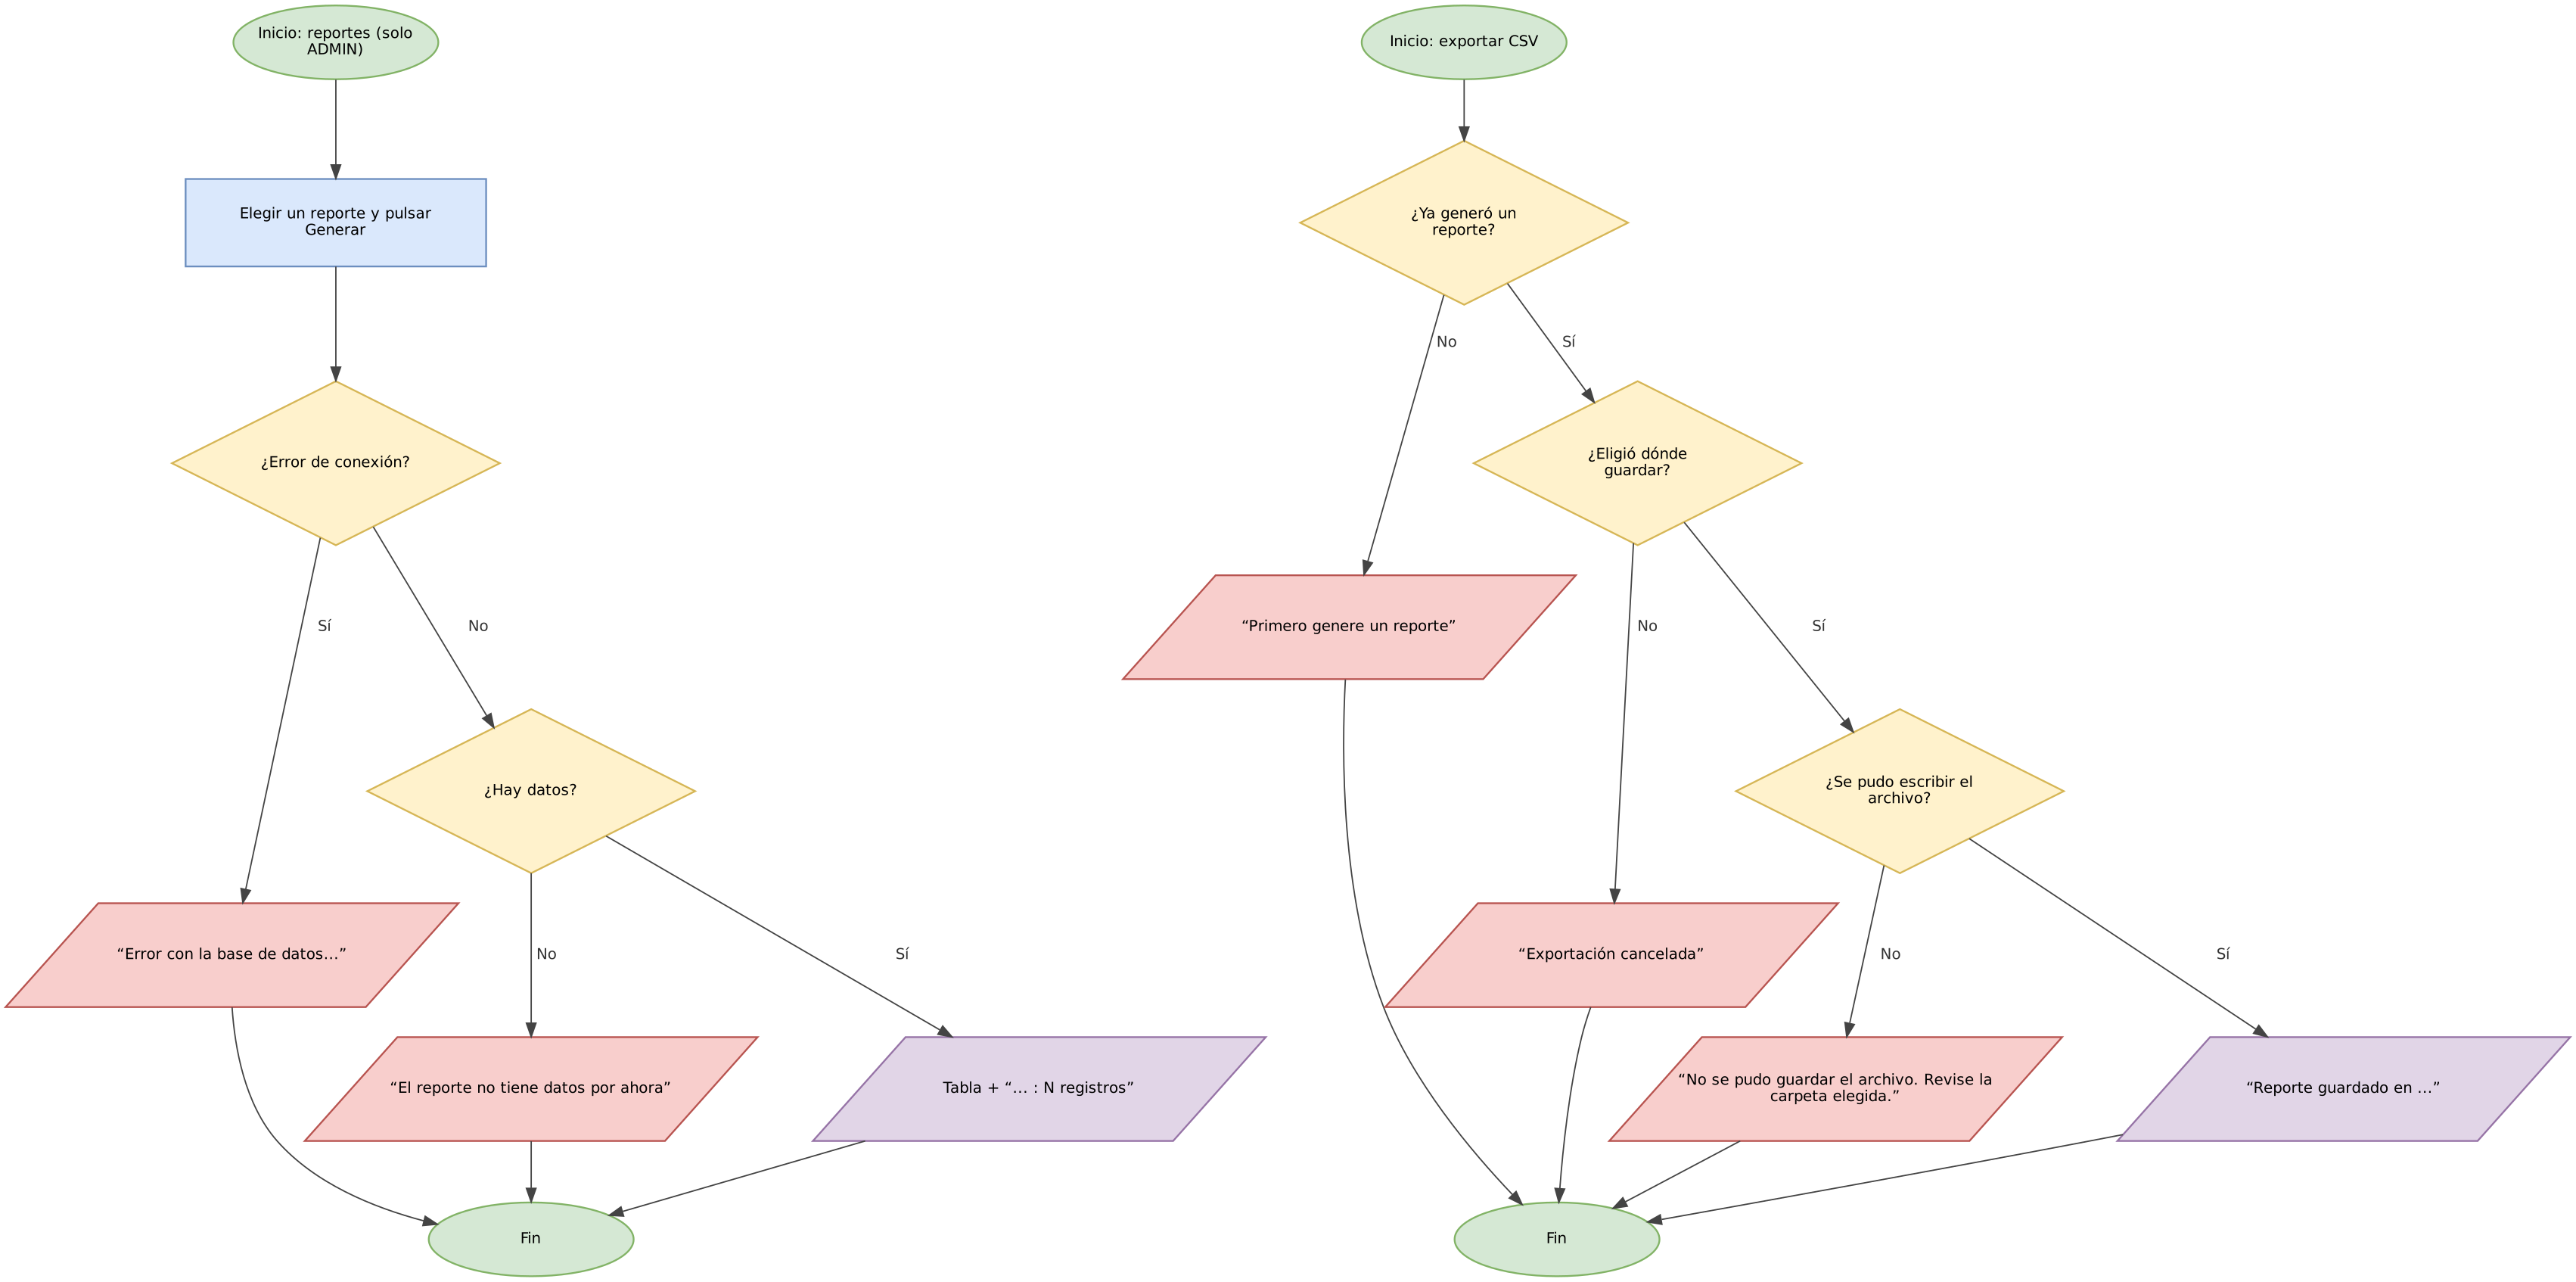 Inicio: reportes (solo
ADMIN)
Elegir un reporte y pulsar
Generar
¿Error de conexión?
Sí
No
¿Hay datos?
“Error con la base de datos...”
No
Sí
“El reporte no tiene datos por ahora”
Tabla + “... : N registros”
Fin
Inicio: exportar CSV
¿Ya generó un
reporte?
No
Sí
¿Eligió dónde
guardar?
“Primero genere un reporte”
No
Sí
¿Se pudo escribir el
archivo?
“Exportación cancelada”
No
Sí
“No se pudo guardar el archivo. Revise la
carpeta elegida.”
“Reporte guardado en ...”
Fin